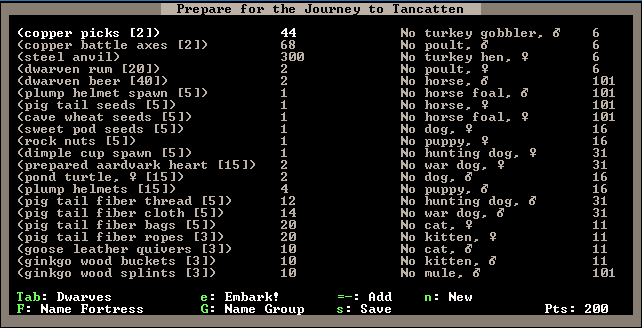 Prepare for the Journey to Tancatten
(copper picks [2]) 44 No turkey gobbler, ♂ 6
(copper battle axes [2]) 68 No poult, ♂ 6
(steel anvil) 300 No turkey hen, ♀ 6
(dwarven rum [20]) 2 No poult, ♀ 6
(dwarven beer [40]) 2 No horse, ♂ 101
(plump helmet spawn [5]) 1 No horse foal, ♂ 101
(pig tail seeds [5]) 1 No horse, ♀ 101
(cave wheat seeds [5]) 1 No horse foal, ♀ 101
(sweet pod seeds [5]) 1 No dog, ♀ 16
(rock nuts [5]) 1 No puppy, ♀ 16
(dimple cup spawn [5]) 1 No hunting dog, ♀ 31
(prepared aardvark heart [15]) 2 No war dog, ♀ 31
(pond turtle, ♀ [15]) 2 No dog, ♂ 16
(plump helmets [15]) 4 No puppy, ♂ 16
(pig tail fiber thread [5]) 12 No hunting dog, ♂ 31
(pig tail fiber cloth [5]) 14 No war dog, ♂ 31
(pig tail fiber bags [5]) 20 No cat, ♀ 11
(pig tail fiber ropes [3]) 20 No kitten, ♀ 11
(goose leather quivers [3]) 10 No cat, ♂ 11
(ginkgo wood buckets [3]) 10 No kitten, ♂ 11
(ginkgo wood splints [3]) 10 No mule, ♂ 101
Tab: Dwarves e: Embark! =-: Add n: New
F: Name Fortress G: Name Group s: Save Pts: 200